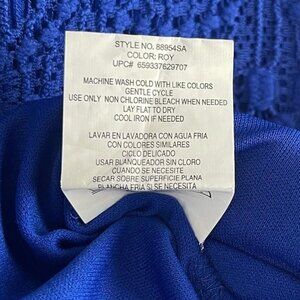 STYLE NO. 88954SA
COLOR: ROY
UPC# 659337629707
MACHINE WASH COLD WITH LIKE COLORS
GENTLE CYCLE
USE ONLY NON CHLORINE BLEACH WHEN NEEDED
LAY FLAT TO DRY
COOL IRON IF NEEDED
LAVAR EN LAVADORA CON AGUA FRIA
CON COLORES SIMILARES
CICLO DELICADO
USAR BLANQUEADOR SIN CLORO
CUANDO SE NECESITE
SECAR SOBRE SUPERFICIE PLANA
PLANCHA FRIA SI SE NECESITA